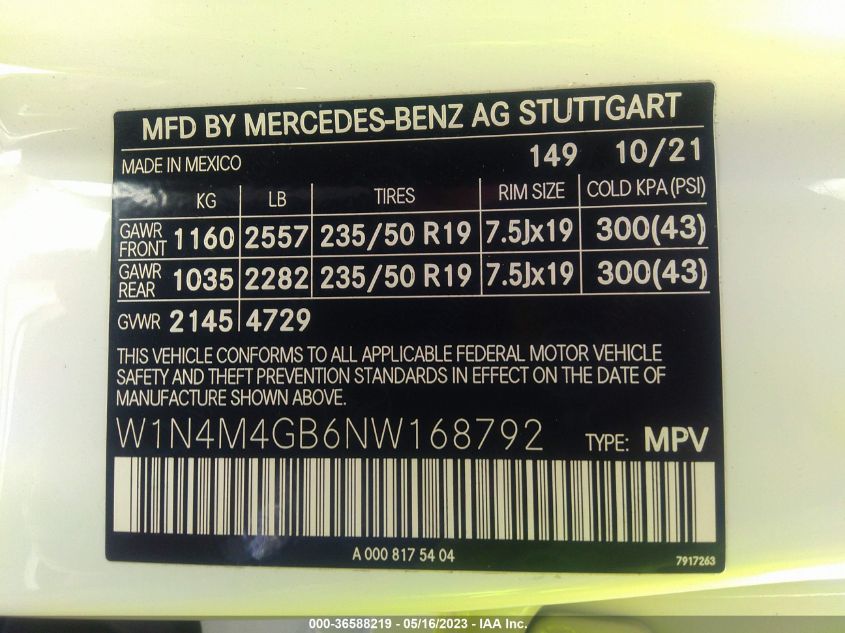 MFD BY MERCEDES-BENZ AG STUTTGART
MADE IN MEXICO 149 10/21
KG LB TIRES RIM SIZE COLD KPA (PSI)
GAWR FRONT 1160 2557 235/50 R19 7.5Jx19 300(43)
GAWR REAR 1035 2282 235/50 R19 7.5Jx19 300(43)
GVWR 2145 4729
THIS VEHICLE CONFORMS TO ALL APPLICABLE FEDERAL MOTOR VEHICLE
SAFETY AND THEFT PREVENTION STANDARDS IN EFFECT ON THE DATE OF
MANUFACTURE SHOWN ABOVE.
W1N4M4GB6NW168792 TYPE: MPV
A 000 817 54 04
7917263
000-36588219 - 05/16/2023 - IAA Inc.